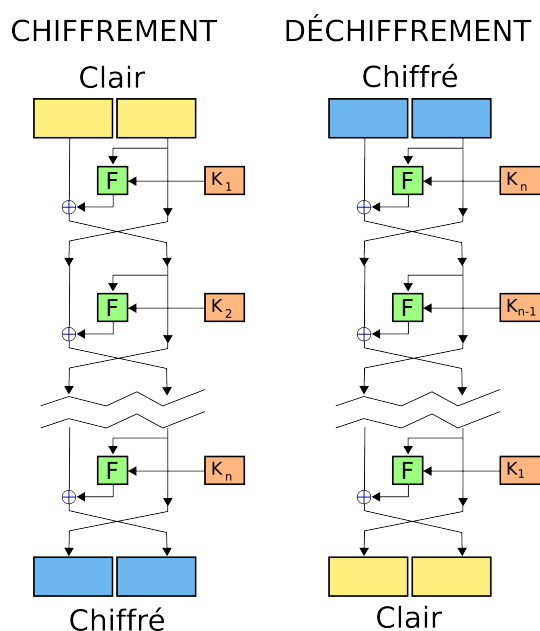 CHIFFREMENT
Clair
F
K1
F
K2
F
Kn
Chiffré
DÉCHIFFREMENT
Chiffré
F
Kn
F
Kn-1
F
K1
Clair